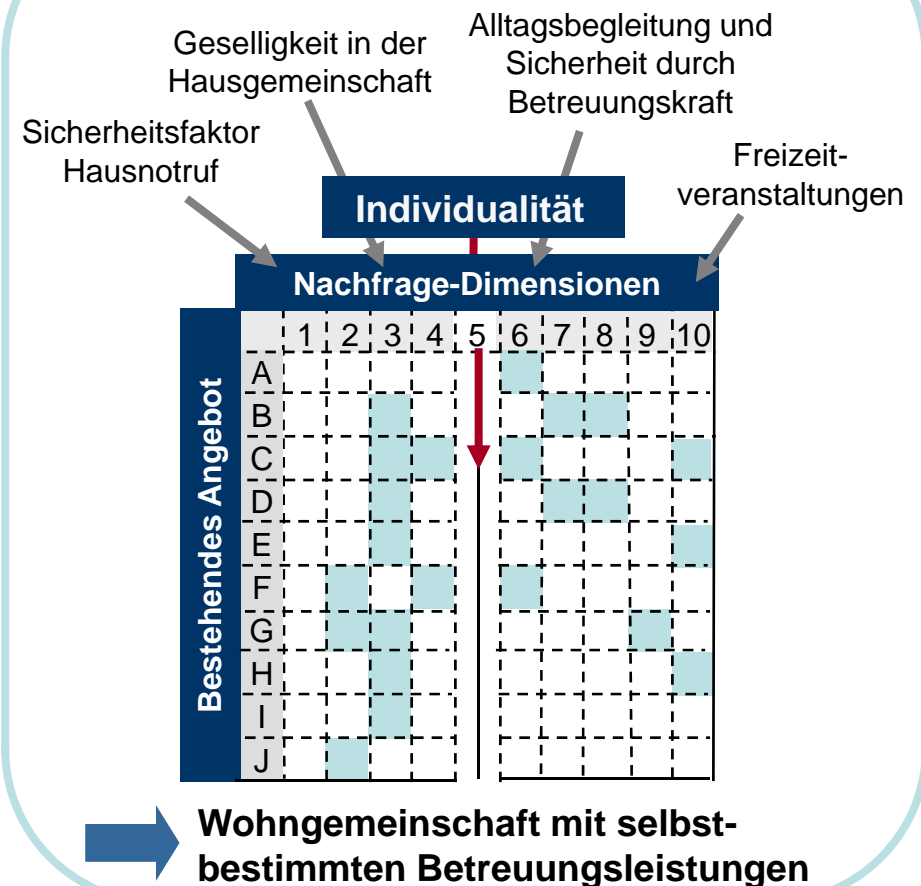 Geselligkeit in der
Hausgemeinschaft
Alltagsbegleitung und
Sicherheit durch
Betreuungskraft
Sicherheitsfaktor
Hausnotruf
Freizeit-
veranstaltungen
Individualität
Nachfrage-Dimensionen
1 2 3 4 5 6 7 8 9 10
Bestehendes Angebot
A
B
C
D
E
F
G
H
I
J
Wohngemeinschaft mit selbst-
bestimmten Betreuungsleistungen